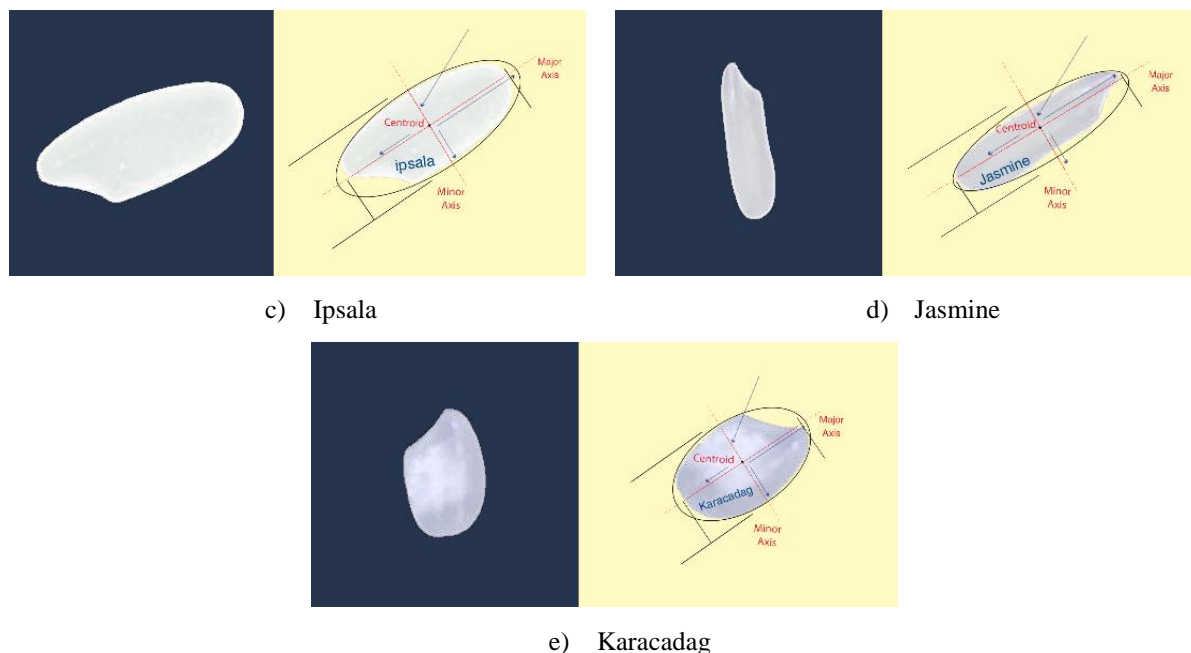 Major
Axis
Centroid
ipsala
Minor
Axis
Major
Axis
Centroid
Jasmine
Minor
Axis
c) Ipsala
d) Jasmine
Major
Axis
Centroid
Karacadag
Minor
Axis
e) Karacadag